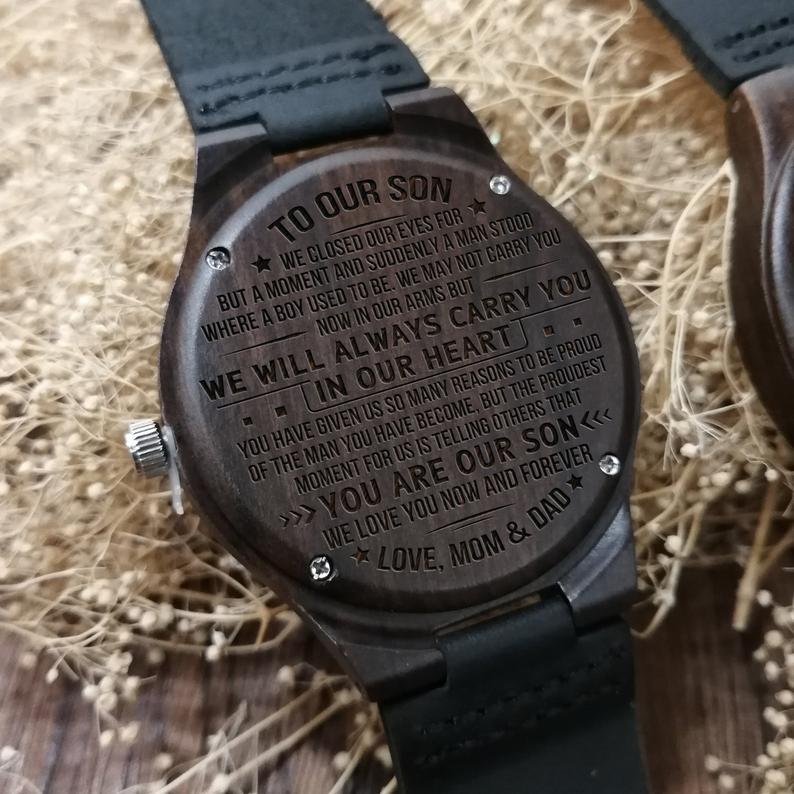 TO OUR SON
WE CLOSED OUR EYES FOR
BUT A MOMENT AND SUDDENLY A MAN STOOD
WHERE A BOY USED TO BE. WE MAY NOT CARRY YOU
NOW IN OUR ARMS BUT
WE WILL ALWAYS CARRY YOU
IN OUR HEART
YOU HAVE GIVEN US SO MANY REASONS TO BE PROUD
OF THE MAN YOU HAVE BECOME, BUT THE PROUDEST
MOMENT FOR US IS TELLING OTHERS THAT
YOU ARE OUR SON
WE LOVE YOU NOW AND FOREVER
LOVE, MOM & DAD